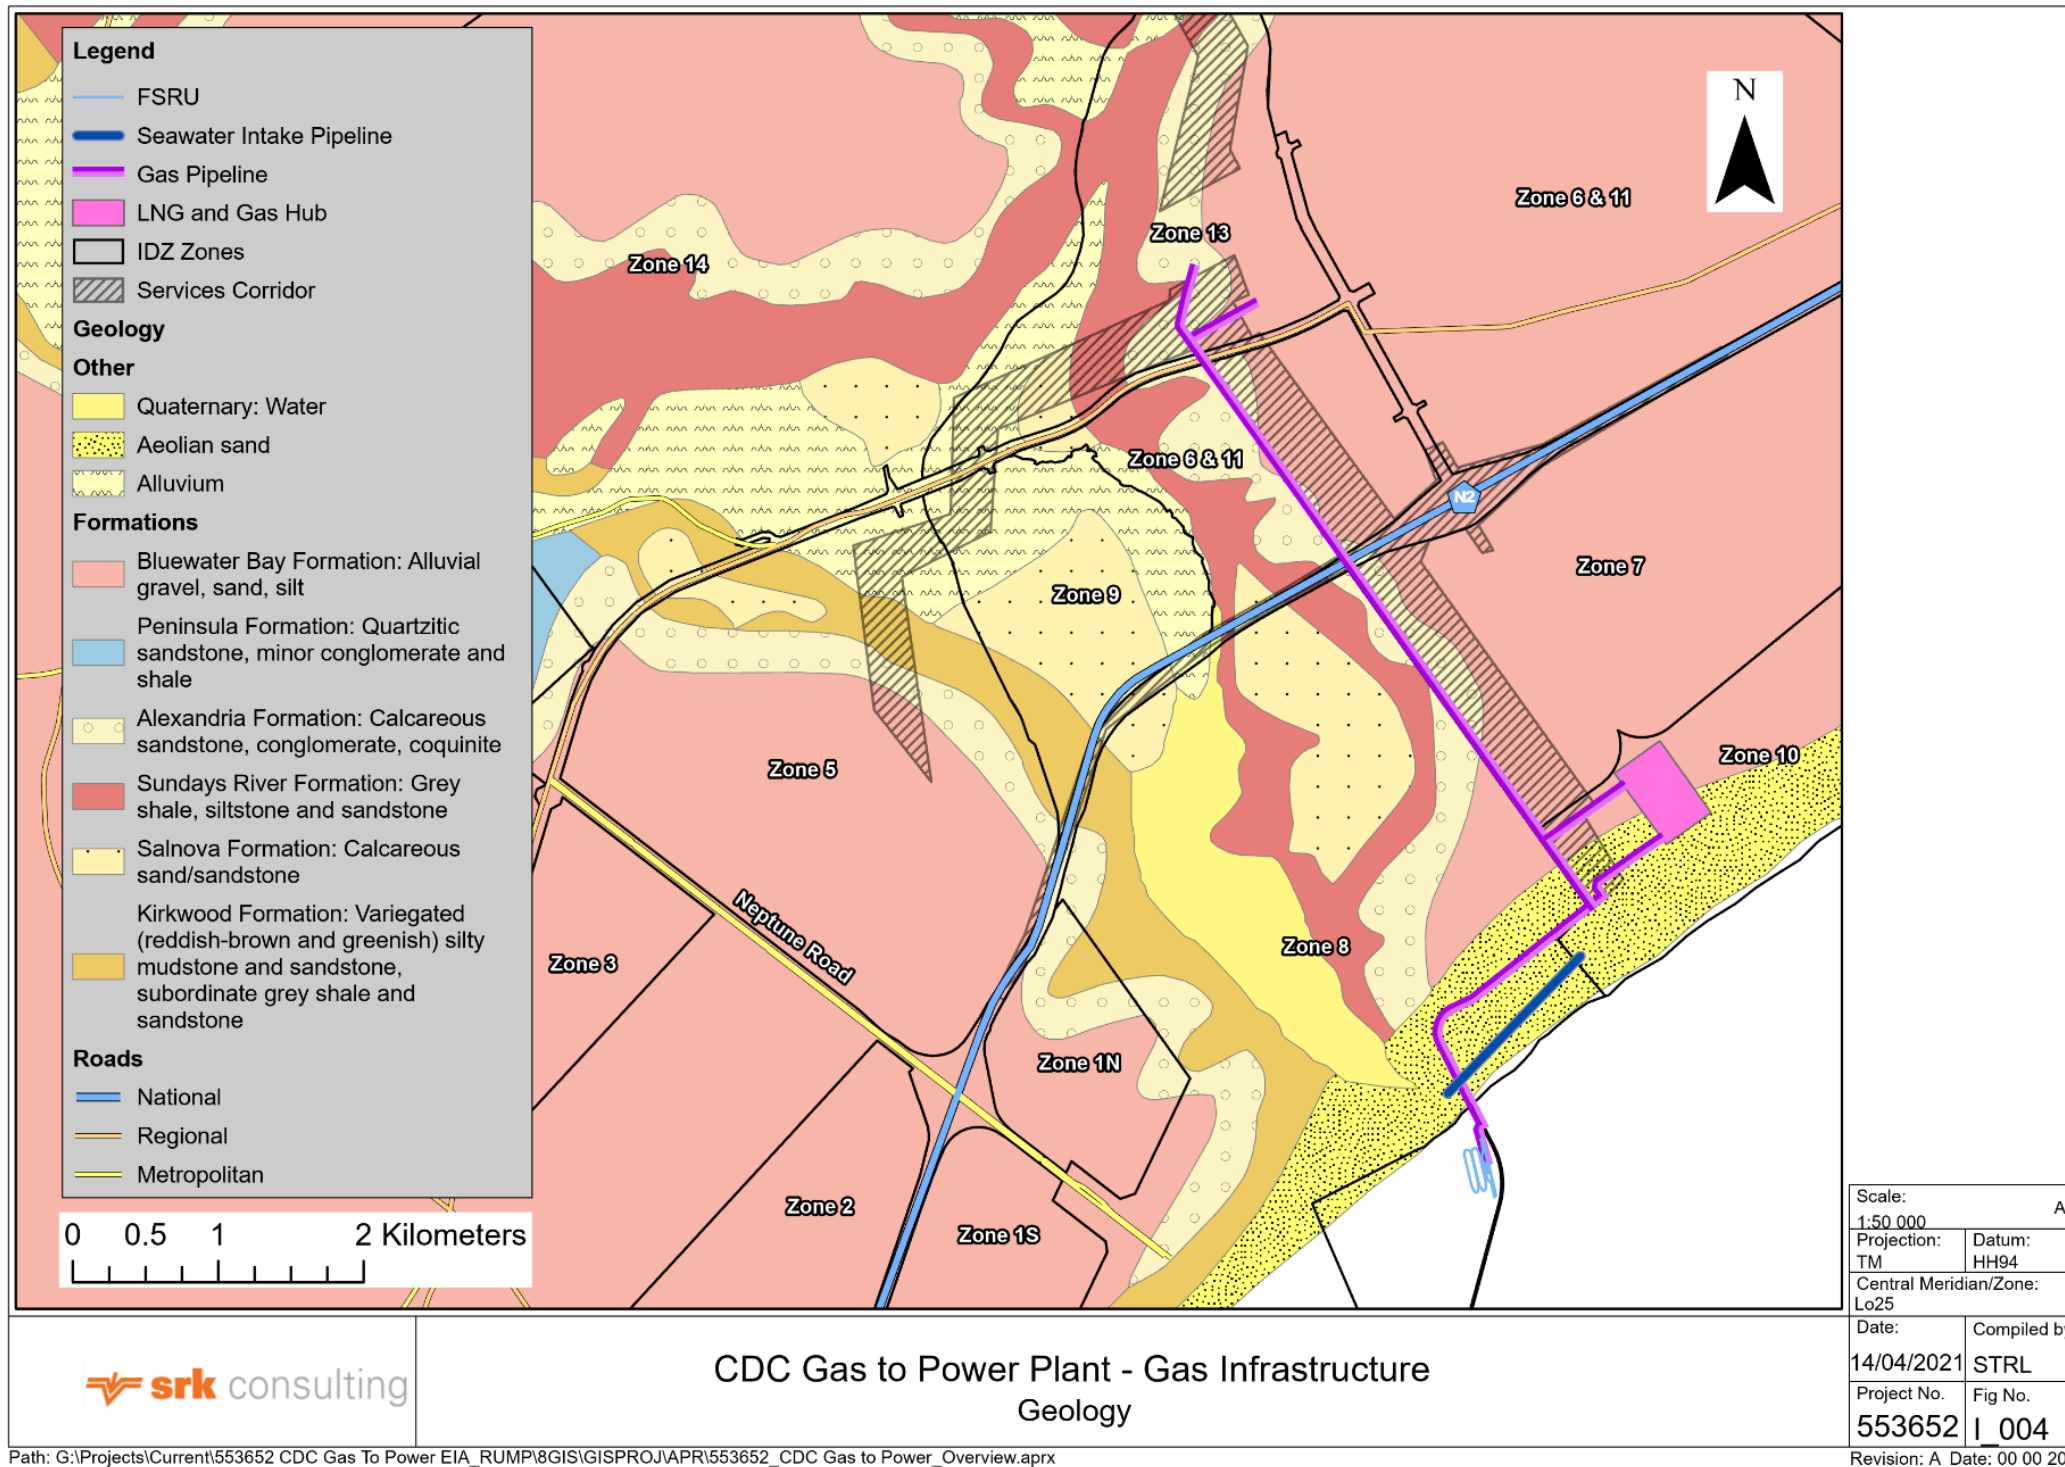 Legend
FSRU
Seawater Intake Pipeline
Gas Pipeline
LNG and Gas Hub
IDZ Zones
Services Corridor
Geology
Other
Quaternary: Water
Aeolian sand
Alluvium
Formations
Bluewater Bay Formation: Alluvial
gravel, sand, silt
Peninsula Formation: Quartzitic
sandstone, minor conglomerate and
shale
Alexandria Formation: Calcareous
sandstone, conglomerate, coquinite
Sundays River Formation: Grey
shale, siltstone and sandstone
Salnova Formation: Calcareous
sand/sandstone
Kirkwood Formation: Variegated
(reddish-brown and greenish) silty
mudstone and sandstone,
subordinate grey shale and
sandstone
Roads
National
Regional
Metropolitan
0 0.5 1 2 Kilometers
N
Zone 6 & 11
Zone 13
Zone 14
Zone 6 & 11
N2
Zone 7
Zone 9
Zone 10
Zone 5
Neptune Road
Zone 8
Zone 3
Zone 1N
Zone 2
Zone 1S
Scale: A
1:50 000
Projection: Datum:
TM HH94
Central Meridian/Zone:
Lo25
Date: Compiled by
14/04/2021 STRL
Project No. Fig No.
553652 I_004
srk consulting
CDC Gas to Power Plant - Gas Infrastructure
Geology
Path: G:\Projects\Current\553652 CDC Gas To Power EIA_RUMP\8GIS\GISPROJ\APR\553652_CDC Gas to Power_Overview.aprx
Revision: A Date: 00 00 20